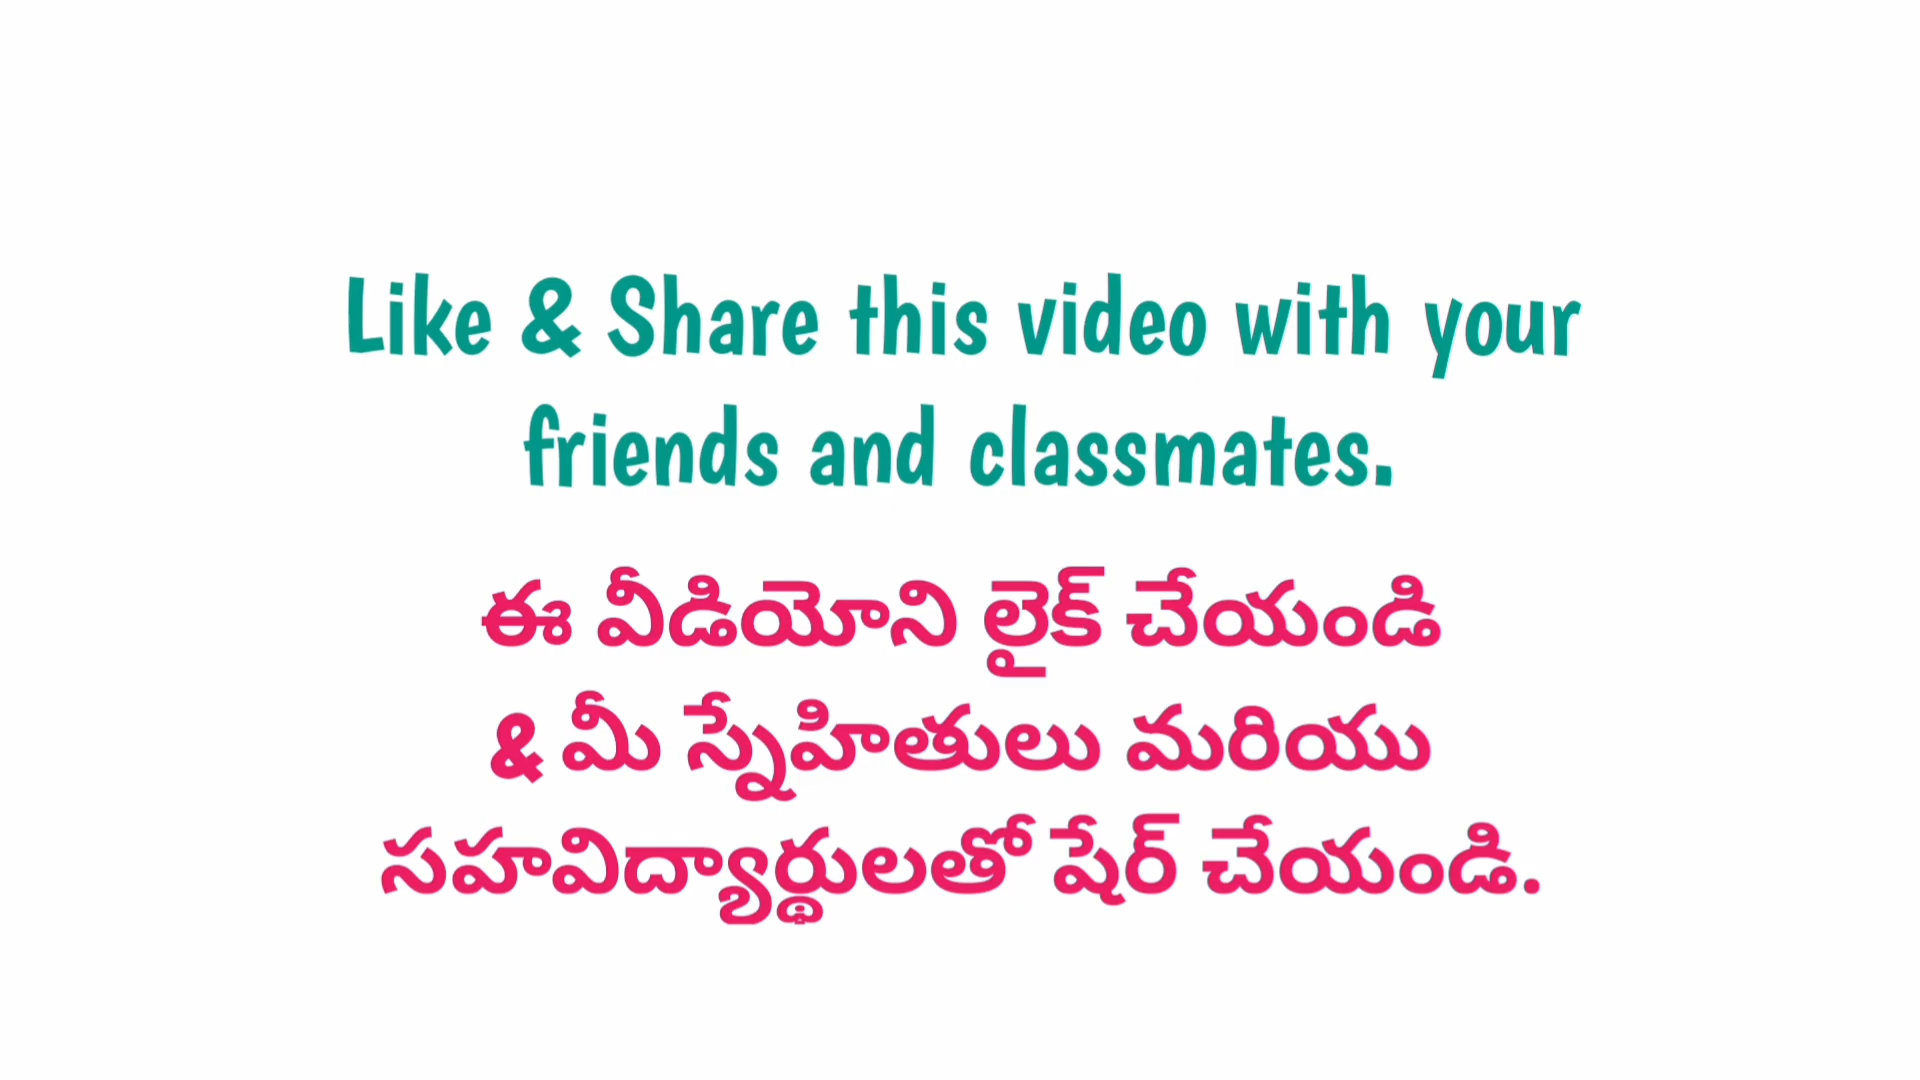 Like & Share this video with your
friends and classmates.
ఈ వీడియోని లైక్ చేయండి
& మీ స్నేహితులు మరియు
సహవిద్యార్థులతో షేర్ చేయండి.